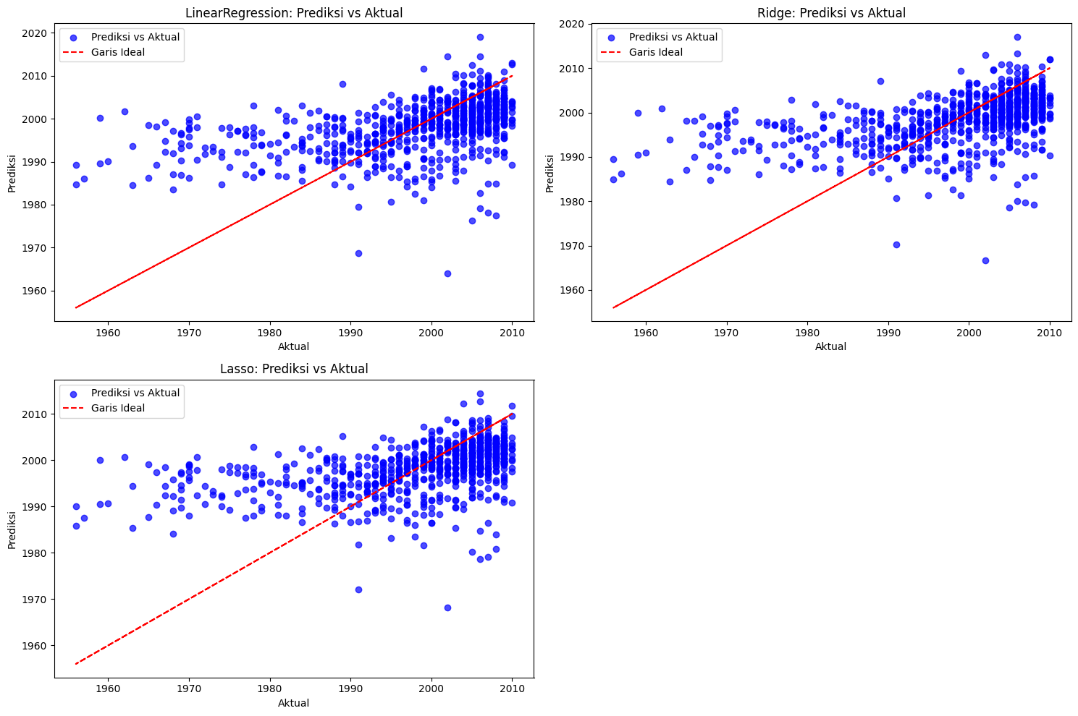 LinearRegression: Prediksi vs Aktual
Prediksi vs Aktual
Garis Ideal
2020
2010
2000
1990
1980
1970
1960
Prediksi
1960 1970 1980 1990 2000 2010
Aktual
Ridge: Prediksi vs Aktual
Prediksi vs Aktual
Garis Ideal
2020
2010
2000
1990
1980
1970
1960
Prediksi
1960 1970 1980 1990 2000 2010
Aktual
Lasso: Prediksi vs Aktual
Prediksi vs Aktual
Garis Ideal
2010
2000
1990
1980
1970
1960
Prediksi
1960 1970 1980 1990 2000 2010
Aktual